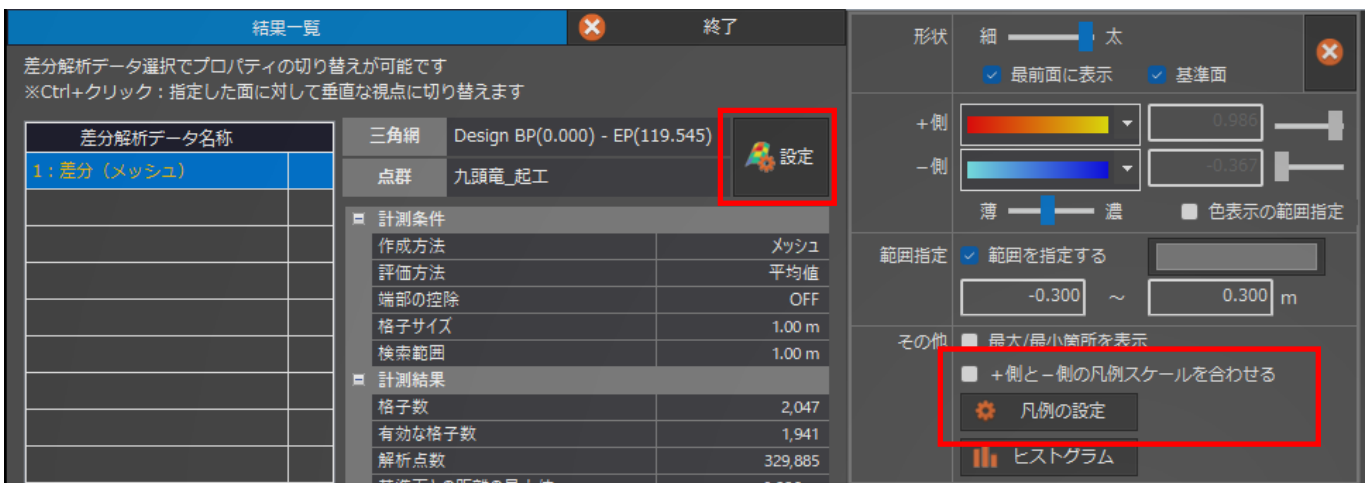 結果一覧
終了
差分解析データ選択でプロパティの切り替えが可能です
※Ctrl+クリック：指定した面に対して垂直な視点に切り替えます
差分解析データ名称
1：差分（メッシュ）
三角網 Design BP(0.000) - EP(119.545)
点群 九頭竜_起工
設定
計測条件
作成方法 メッシュ
評価方法 平均値
端部の控除 OFF
格子サイズ 1.00 m
検索範囲 1.00 m
計測結果
格子数 2,047
有効な格子数 1,941
解析点数 329,885
形状 細 太
最前面に表示 基準面
+側 0.986
−側 -0.367
薄 濃 色表示の範囲指定
範囲指定 範囲を指定する
-0.300 ～ 0.300 m
その他 最大/最小箇所を表示
+側と−側の凡例スケールを合わせる
凡例の設定
ヒストグラム